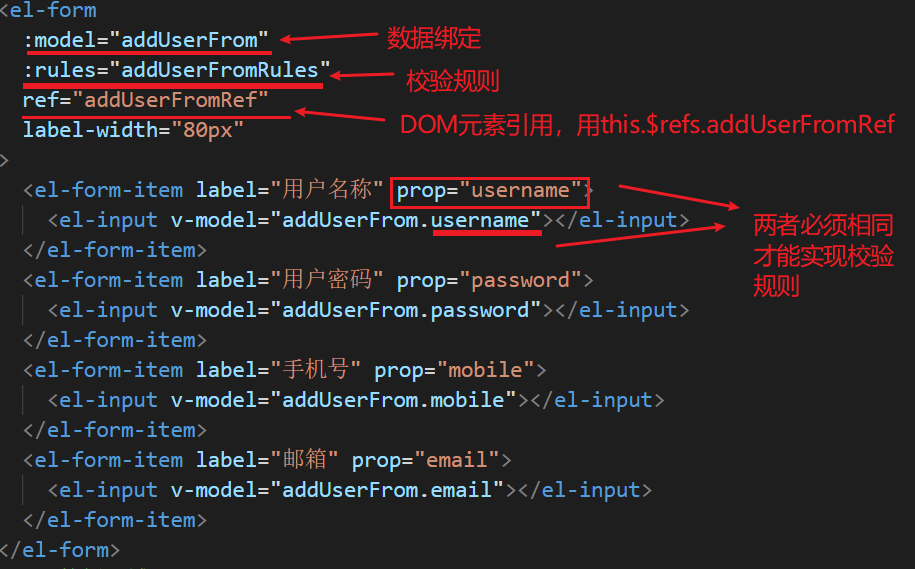 <el-form
:model="addUserFrom"
数据绑定
:rules="addUserFromRules"
校验规则
ref="addUserFromRef"
DOM元素引用，用this.$refs.addUserFromRef
label-width="80px"
>
<el-form-item label="用户名称" prop="username">
<el-input v-model="addUserFrom.username"></el-input>
两者必须相同
才能实现校验
规则
</el-form-item>
<el-form-item label="用户密码" prop="password">
<el-input v-model="addUserFrom.password"></el-input>
</el-form-item>
<el-form-item label="手机号" prop="mobile">
<el-input v-model="addUserFrom.mobile"></el-input>
</el-form-item>
<el-form-item label="邮箱" prop="email">
<el-input v-model="addUserFrom.email"></el-input>
</el-form-item>
</el-form>